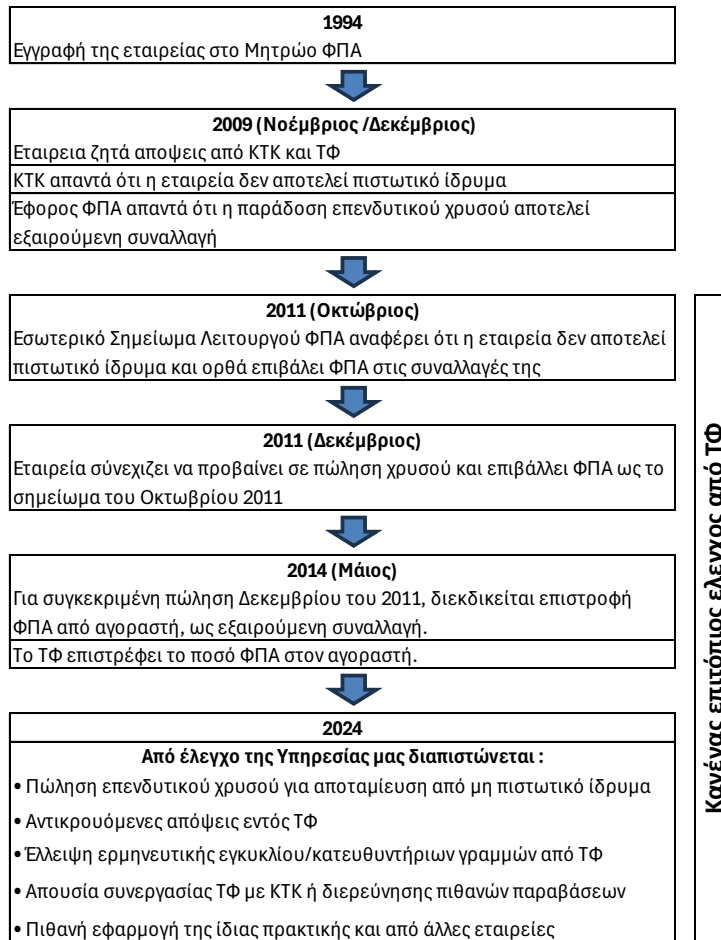 1994
Εγγραφή της εταιρείας στο Μητρώο ΦΠΑ
2009 (Νοέμβριος /Δεκέμβριος)
Εταιρεια ζητά αποψεις από ΚΤΚ και ΤΦ
ΚΤΚ απαντά ότι η εταιρεία δεν αποτελεί πιστωτικό ίδρυμα
Έφορος ΦΠΑ απαντά ότι η παράδοση επενδυτικού χρυσού αποτελεί
εξαιρούμενη συναλλαγή
2011 (Οκτώβριος)
Εσωτερικό Σημείωμα Λειτουργού ΦΠΑ αναφέρει ότι η εταιρεία δεν αποτελεί
πιστωτικό ίδρυμα και ορθά επιβάλει ΦΠΑ στις συναλλαγές της
2011 (Δεκέμβριος)
Εταιρεία σύνεχιζει να προβαίνει σε πώληση χρυσού και επιβάλλει ΦΠΑ ως το
σημείωμα του Οκτωβρίου 2011
2014 (Μάιος)
Για συγκεκριμένη πώληση Δεκεμβρίου του 2011, διεκδικείται επιστροφή
ΦΠΑ από αγοραστή, ως εξαιρούμενη συναλλαγή.
Το ΤΦ επιστρέφει το ποσό ΦΠΑ στον αγοραστή.
2024
Από έλεγχο της Υπηρεσίας μας διαπιστώνεται :
• Πώληση επενδυτικού χρυσού για αποταμίευση από μη πιστωτικό ίδρυμα
• Αντικρουόμενες απόψεις εντός ΤΦ
• Έλλειψη ερμηνευτικής εγκυκλίου/κατευθυντήριων γραμμών από ΤΦ
• Απουσία συνεργασίας ΤΦ με ΚΤΚ ή διερεύνησης πιθανών παραβάσεων
• Πιθανή εφαρμογή της ίδιας πρακτικής και από άλλες εταιρείες
Κανένας επιτόπιος ελεγχος από ΤΦ